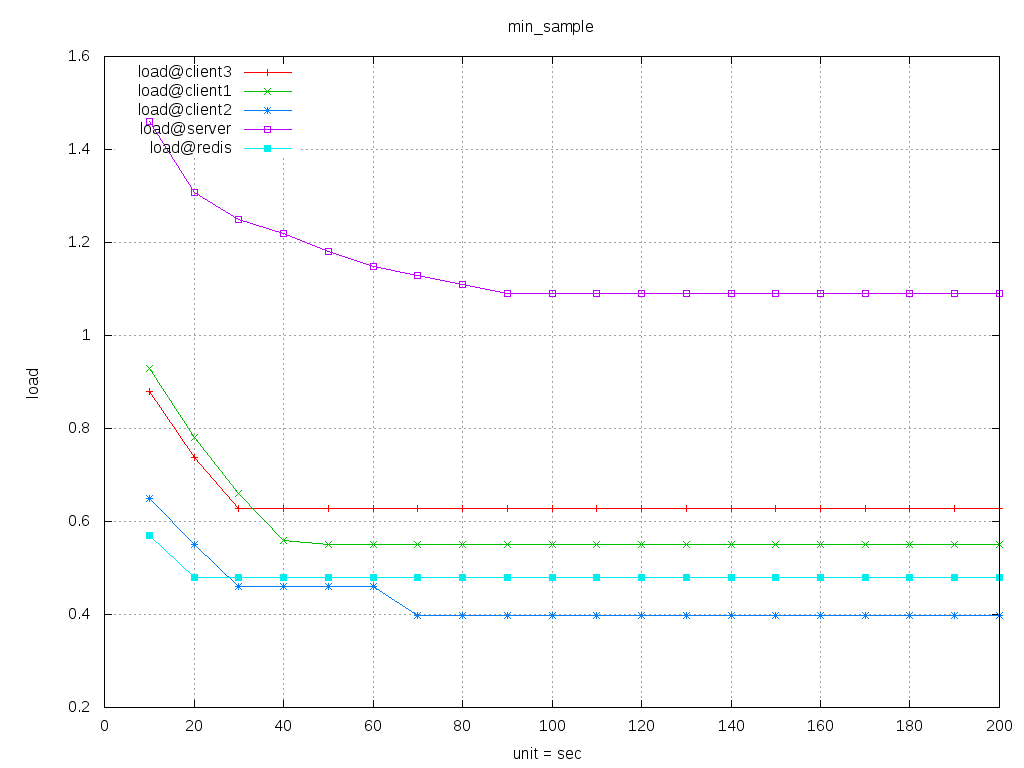 min_sample
1.6
1.4
1.2
1
0.8
0.6
0.4
0.2
load
load@client3
load@client1
load@client2
load@server
load@redis
0 20 40 60 80 100 120 140 160 180 200
unit = sec